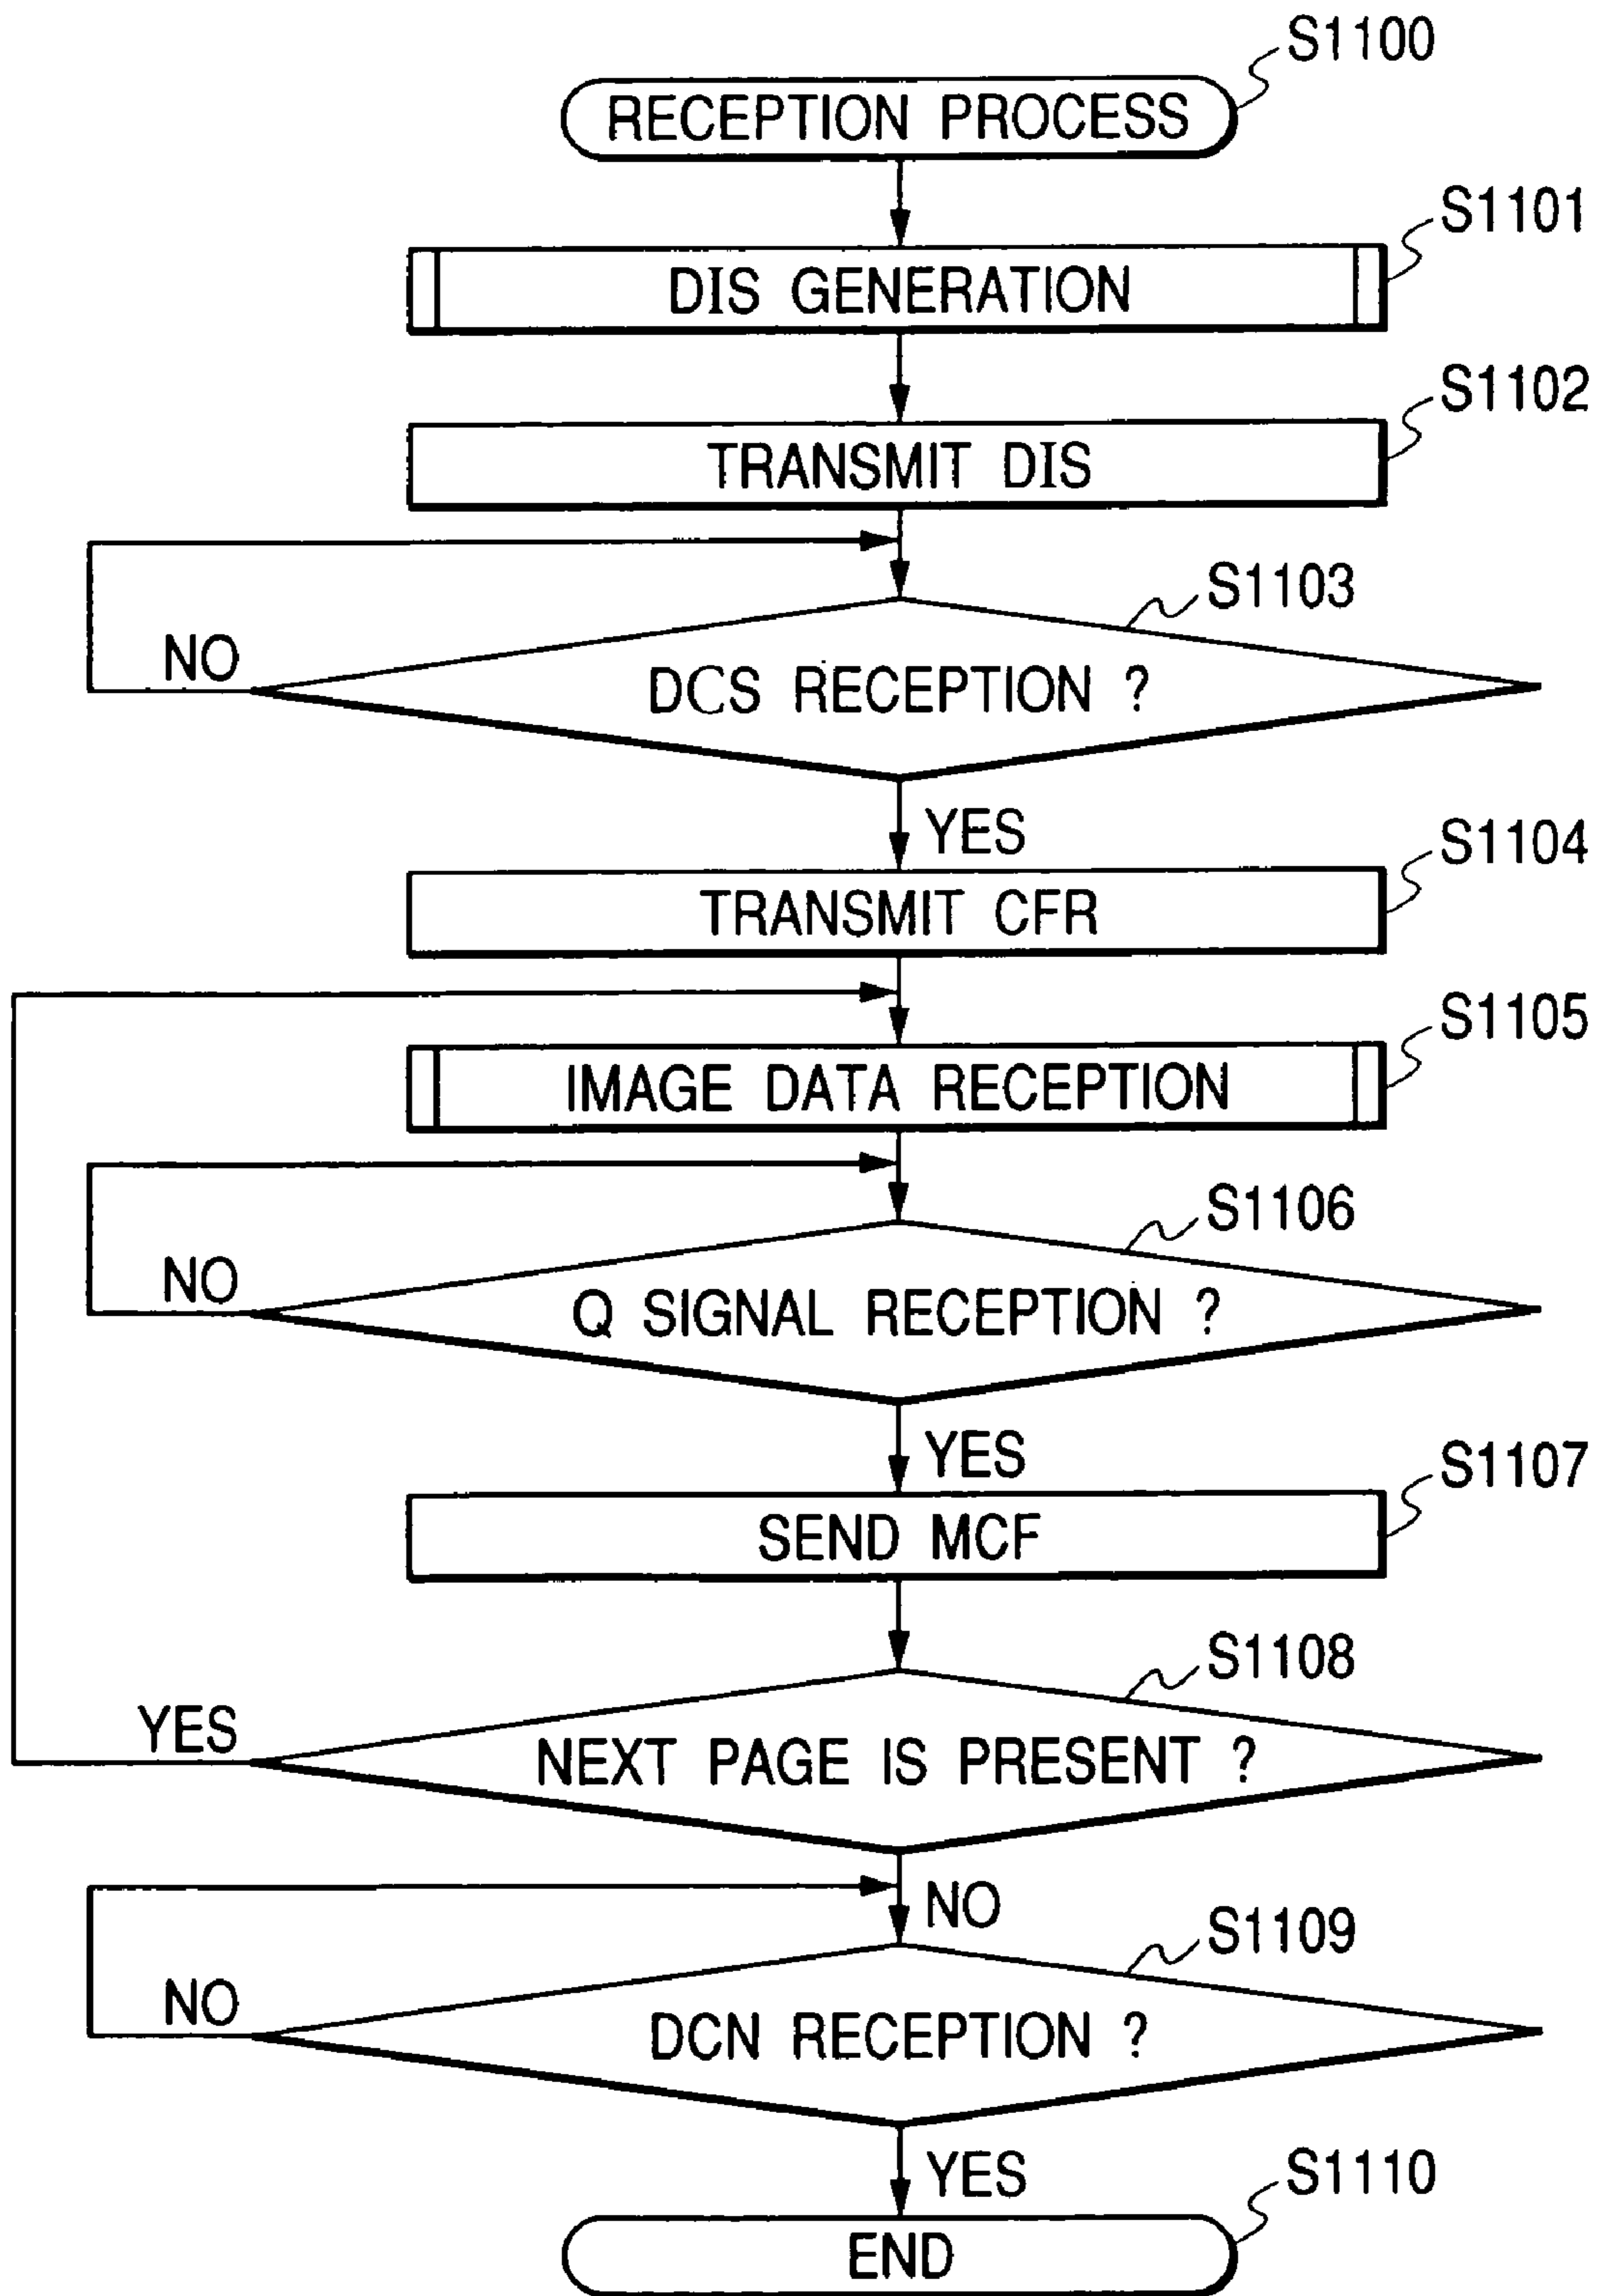 S1100
RECEPTION PROCESS
S1101
DIS GENERATION
S1102
TRANSMIT DIS
S1103
NO
DCS RECEPTION ?
YES
S1104
TRANSMIT CFR
S1105
IMAGE DATA RECEPTION
S1106
NO
Q SIGNAL RECEPTION ?
YES
S1107
SEND MCF
S1108
YES
NEXT PAGE IS PRESENT ?
NO
S1109
NO
DCN RECEPTION ?
YES
S1110
END